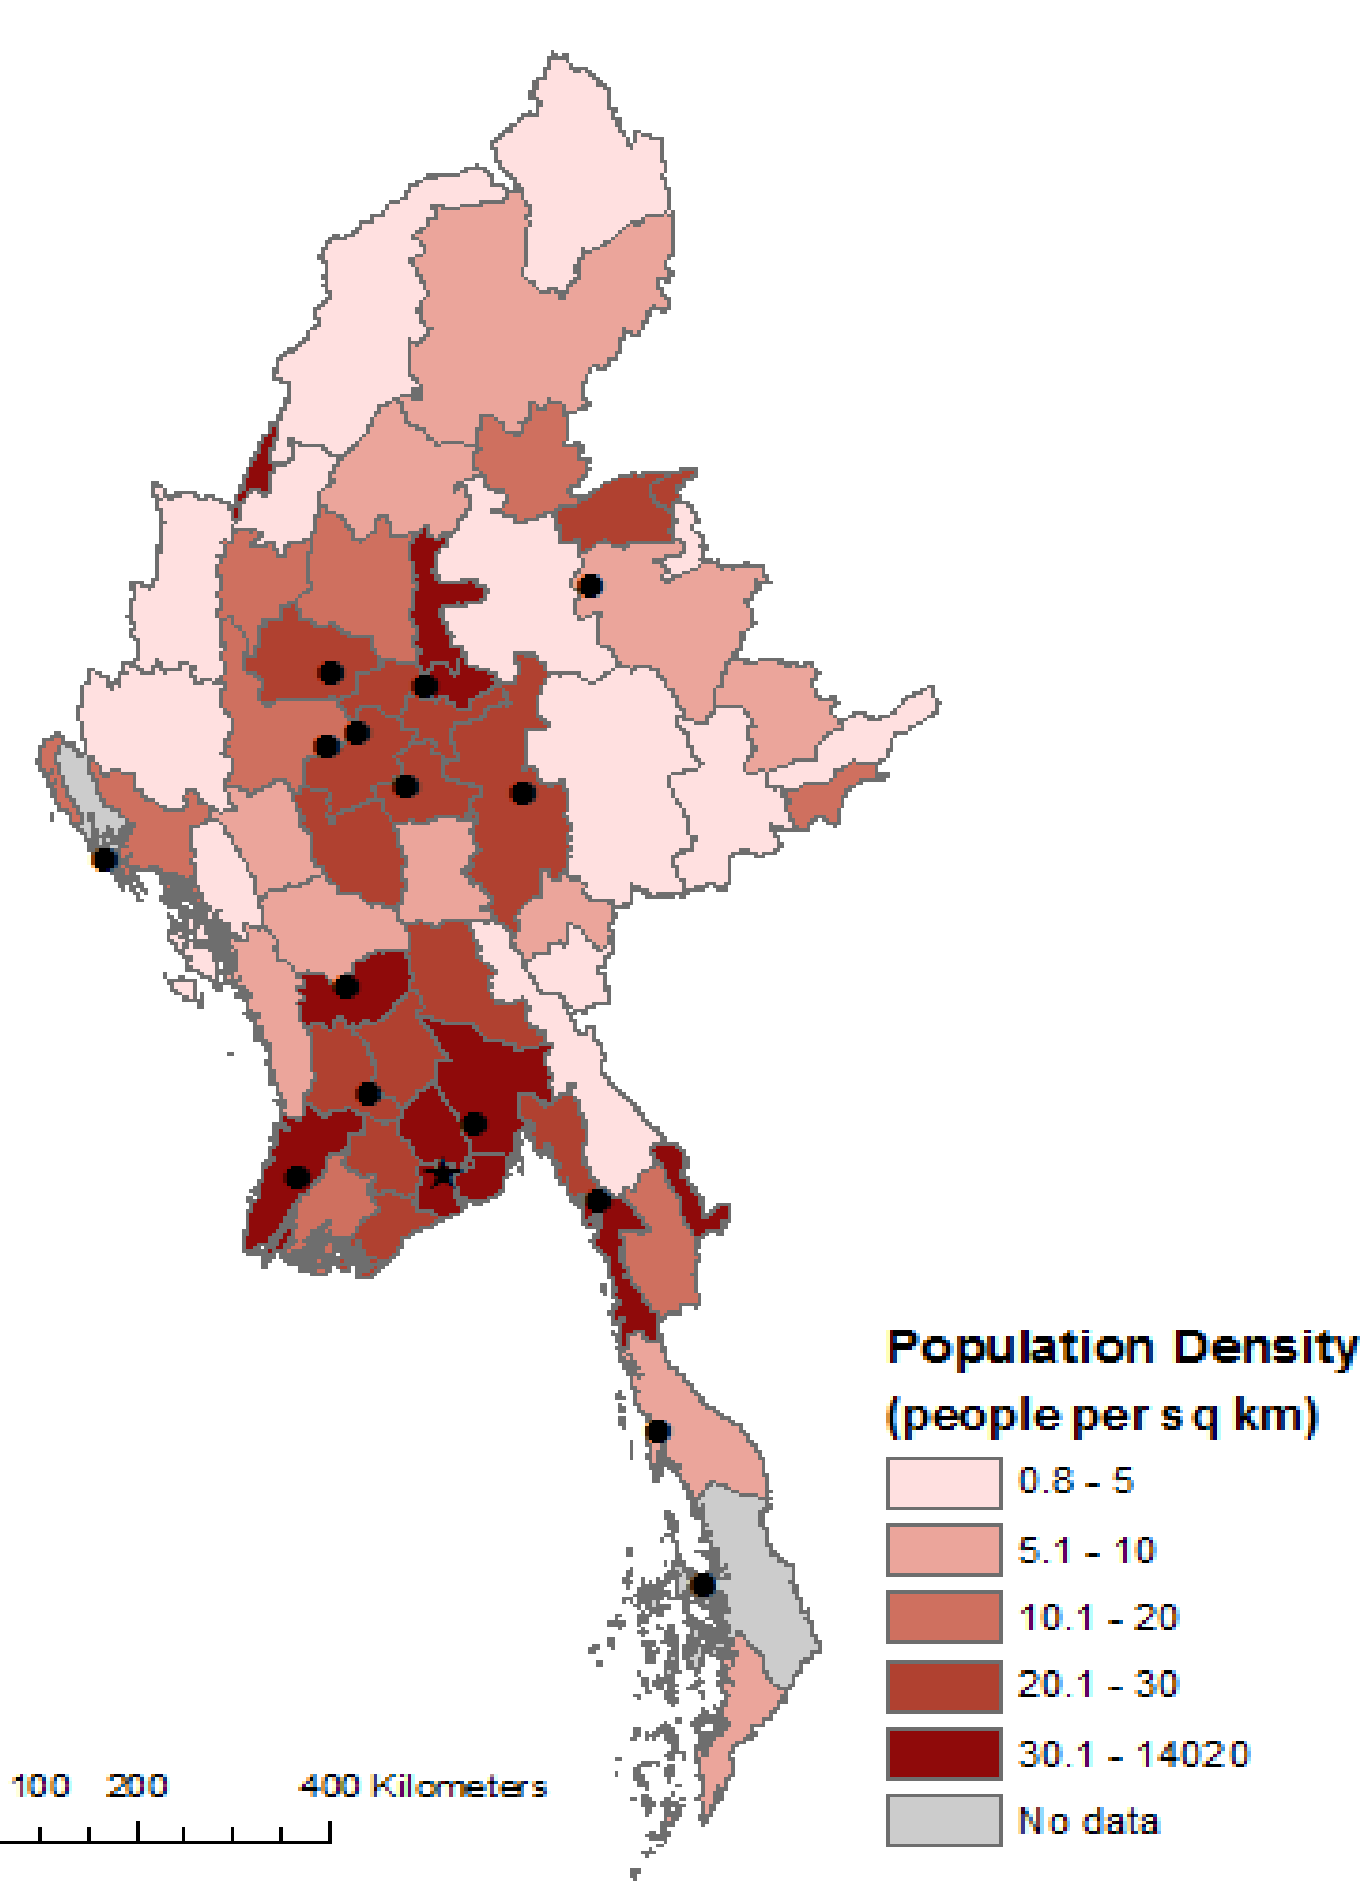 Population Density
(people per sq km)
0.8 - 5
5.1 - 10
10.1 - 20
20.1 - 30
30.1 - 14020
No data
100 200 400 Kilometers